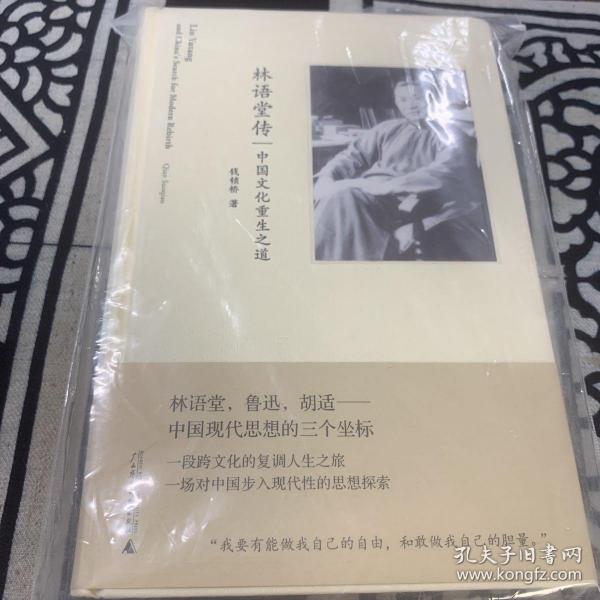 Lin Yutang
and China's Search for Modern Rebirth
Qian Suoqiao
林语堂传
中国文化重生之道
钱锁桥 著
林语堂，鲁迅，胡适——
中国现代思想的三个坐标
一段跨文化的复调人生之旅
一场对中国步入现代性的思想探索
“我要有能做我自己的自由，和敢做我自己的胆量。”
孔夫子旧书网
www.kongfz.com